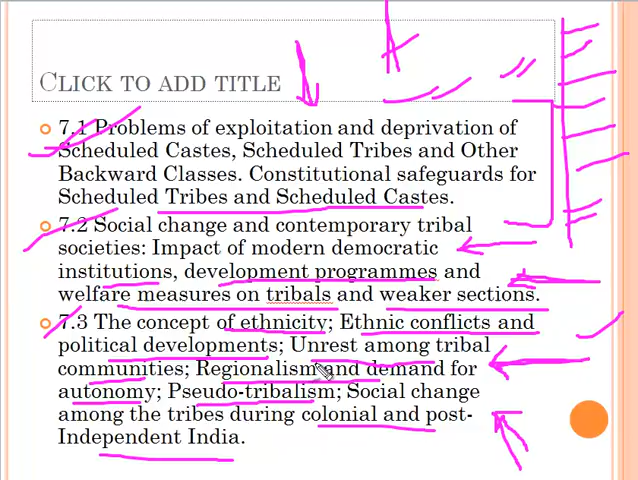 CLICK TO ADD TITLE
7.1 Problems of exploitation and deprivation of
Scheduled Castes, Scheduled Tribes and Other
Backward Classes. Constitutional safeguards for
Scheduled Tribes and Scheduled Castes.
7.2 Social change and contemporary tribal
societies: Impact of modern democratic
institutions, development programmes and
welfare measures on tribals and weaker sections.
7.3 The concept of ethnicity; Ethnic conflicts and
political developments; Unrest among tribal
communities; Regionalism and demand for
autonomy; Pseudo-tribalism; Social change
among the tribes during colonial and post-
Independent India.